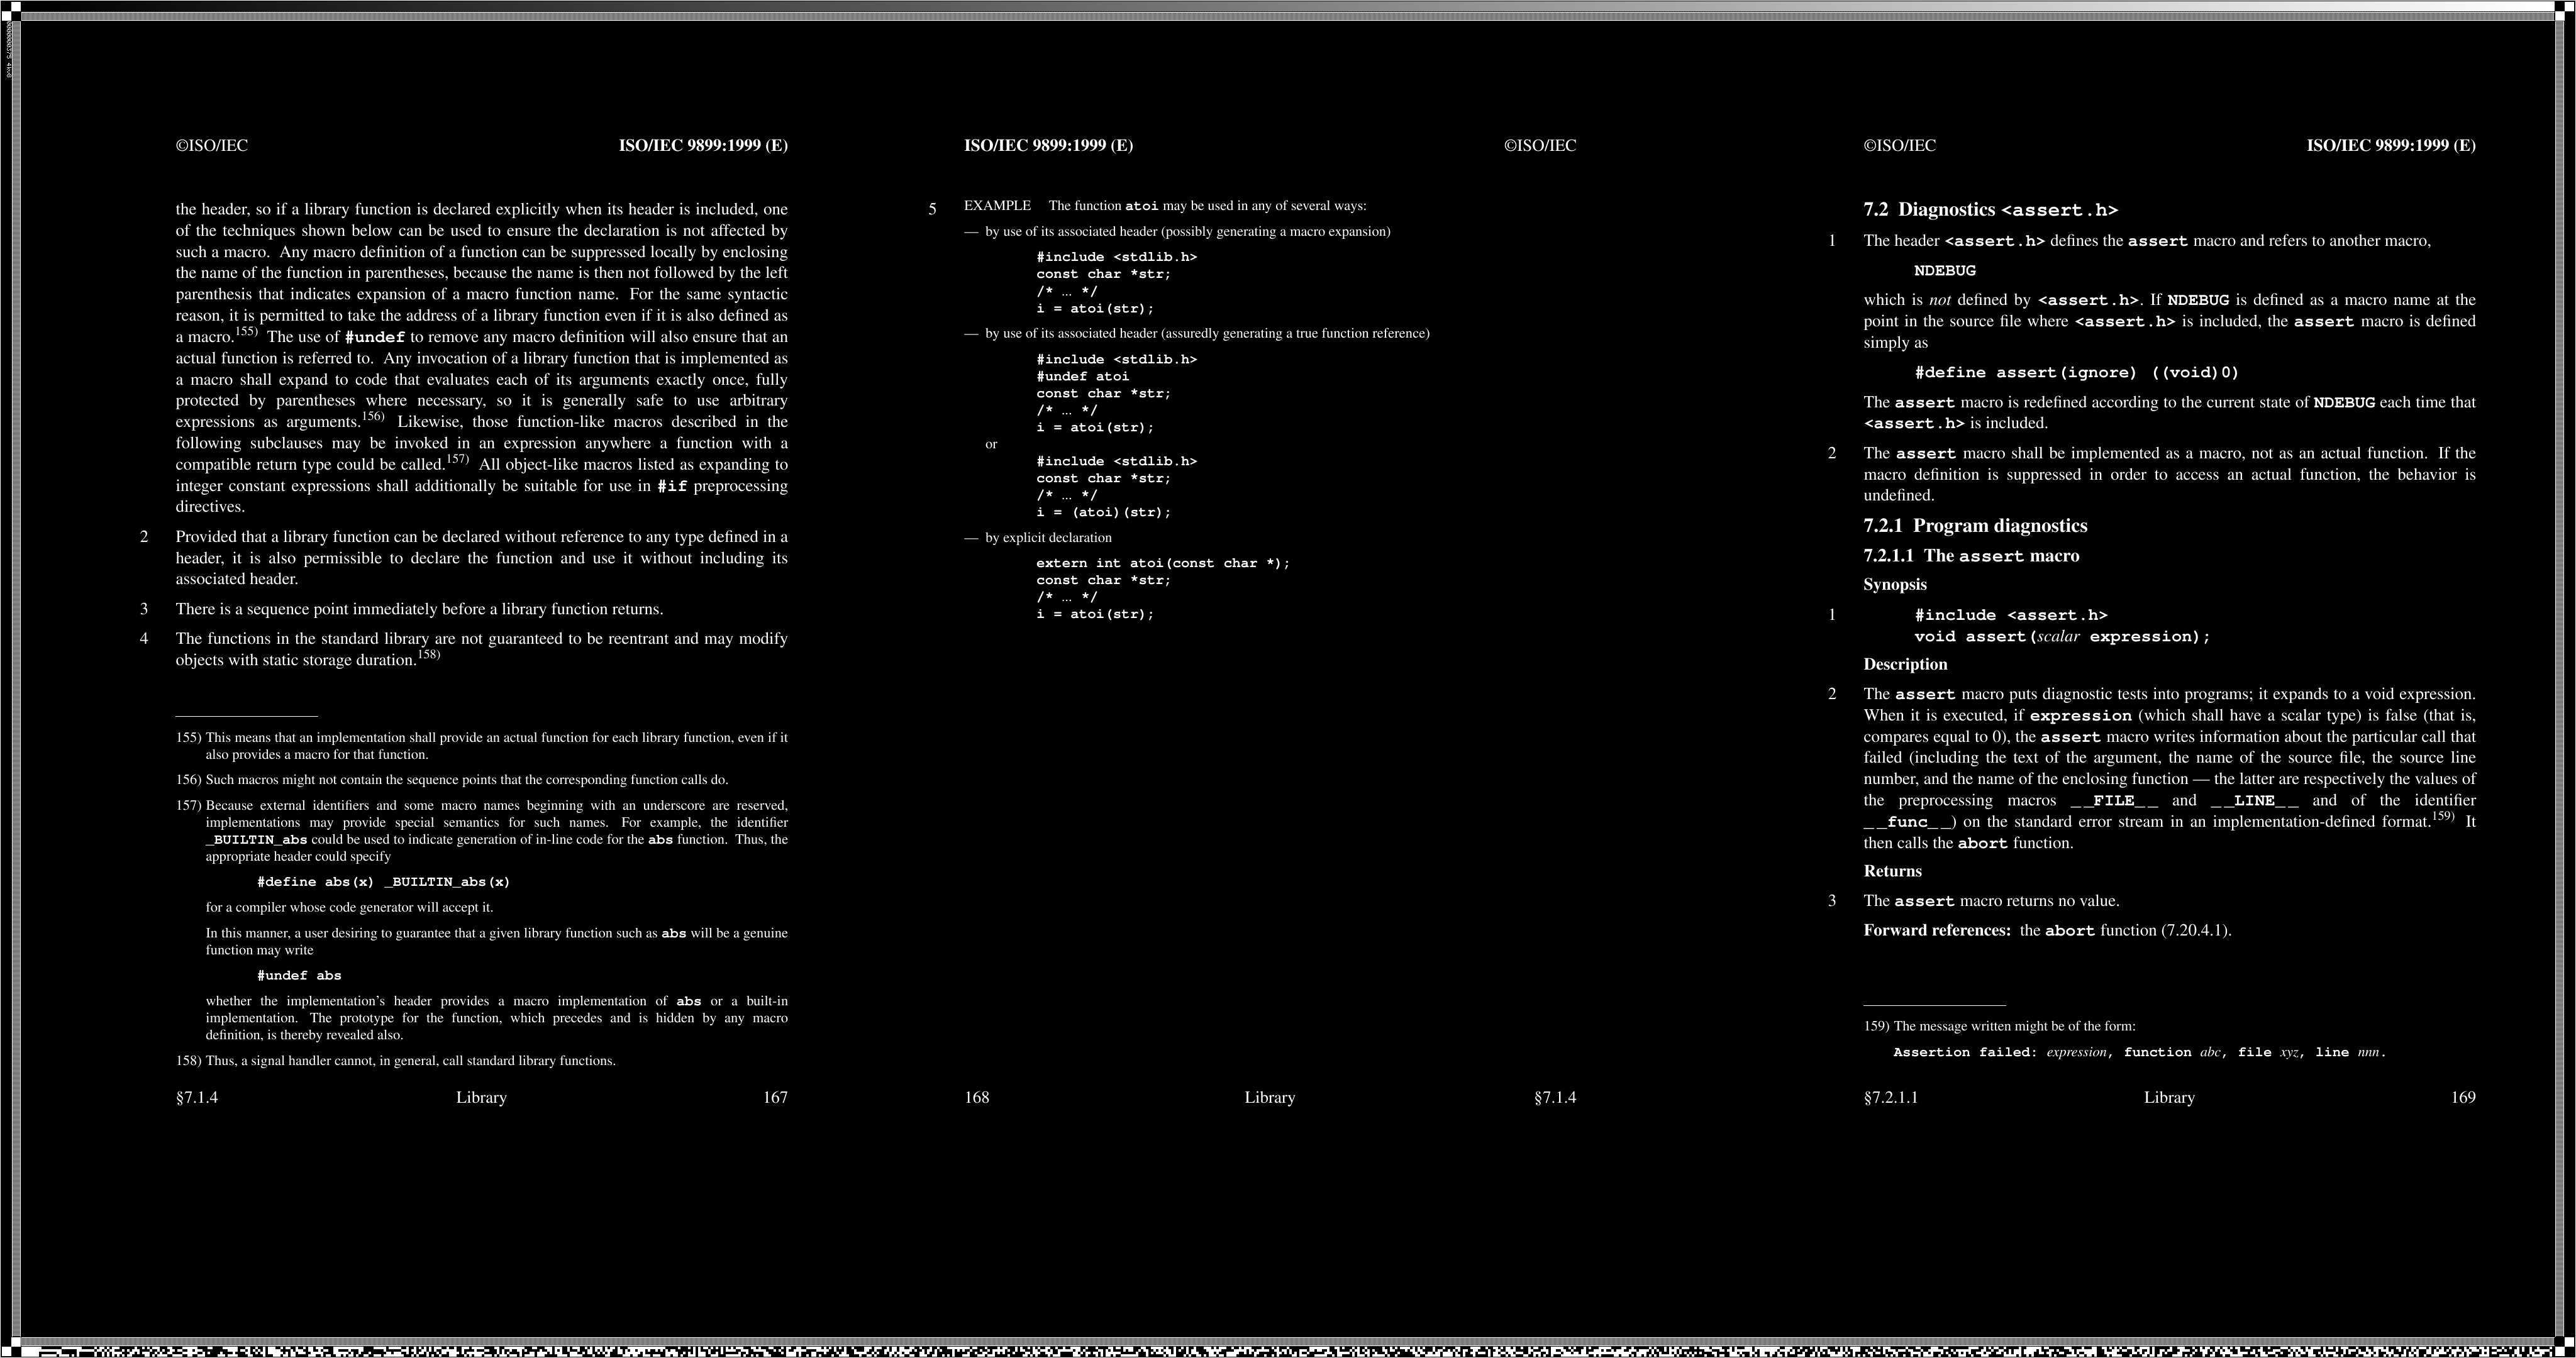 ©ISO/IEC ISO/IEC 9899:1999 (E)
the header, so if a library function is declared explicitly when its header is included, one
of the techniques shown below can be used to ensure the declaration is not affected by
such a macro. Any macro definition of a function can be suppressed locally by enclosing
the name of the function in parentheses, because the name is then not followed by the left
parenthesis that indicates expansion of a macro function name. For the same syntactic
reason, it is permitted to take the address of a library function even if it is also defined as
a macro.155) The use of #undef to remove any macro definition will also ensure that an
actual function is referred to. Any invocation of a library function that is implemented as
a macro shall expand to code that evaluates each of its arguments exactly once, fully
protected by parentheses where necessary, so it is generally safe to use arbitrary
expressions as arguments.156) Likewise, those function-like macros described in the
following subclauses may be invoked in an expression anywhere a function with a
compatible return type could be called.157) All object-like macros listed as expanding to
integer constant expressions shall additionally be suitable for use in #if preprocessing
directives.
2 Provided that a library function can be declared without reference to any type defined in a
header, it is also permissible to declare the function and use it without including its
associated header.
3 There is a sequence point immediately before a library function returns.
4 The functions in the standard library are not guaranteed to be reentrant and may modify
objects with static storage duration.158)
155) This means that an implementation shall provide an actual function for each library function, even if it
also provides a macro for that function.
156) Such macros might not contain the sequence points that the corresponding function calls do.
157) Because external identifiers and some macro names beginning with an underscore are reserved,
implementations may provide special semantics for such names. For example, the identifier
_BUILTIN_abs could be used to indicate generation of in-line code for the abs function. Thus, the
appropriate header could specify
#define abs(x) _BUILTIN_abs(x)
for a compiler whose code generator will accept it.
In this manner, a user desiring to guarantee that a given library function such as abs will be a genuine
function may write
#undef abs
whether the implementation's header provides a macro implementation of abs or a built-in
implementation. The prototype for the function, which precedes and is hidden by any macro
definition, is thereby revealed also.
158) Thus, a signal handler cannot, in general, call standard library functions.
§7.1.4 Library 167
ISO/IEC 9899:1999 (E) ©ISO/IEC
5 EXAMPLE The function atoi may be used in any of several ways:
— by use of its associated header (possibly generating a macro expansion)
#include <stdlib.h>
const char *str;
/* ... */
i = atoi(str);
— by use of its associated header (assuredly generating a true function reference)
#include <stdlib.h>
#undef atoi
const char *str;
/* ... */
i = atoi(str);
or
#include <stdlib.h>
const char *str;
/* ... */
i = (atoi)(str);
— by explicit declaration
extern int atoi(const char *);
const char *str;
/* ... */
i = atoi(str);
168 Library §7.1.4
©ISO/IEC ISO/IEC 9899:1999 (E)
7.2 Diagnostics <assert.h>
1 The header <assert.h> defines the assert macro and refers to another macro,
NDEBUG
which is not defined by <assert.h>. If NDEBUG is defined as a macro name at the
point in the source file where <assert.h> is included, the assert macro is defined
simply as
#define assert(ignore) ((void)0)
The assert macro is redefined according to the current state of NDEBUG each time that
<assert.h> is included.
2 The assert macro shall be implemented as a macro, not as an actual function. If the
macro definition is suppressed in order to access an actual function, the behavior is
undefined.
7.2.1 Program diagnostics
7.2.1.1 The assert macro
Synopsis
1 #include <assert.h>
void assert(scalar expression);
Description
2 The assert macro puts diagnostic tests into programs; it expands to a void expression.
When it is executed, if expression (which shall have a scalar type) is false (that is,
compares equal to 0), the assert macro writes information about the particular call that
failed (including the text of the argument, the name of the source file, the source line
number, and the name of the enclosing function — the latter are respectively the values of
the preprocessing macros __FILE__ and __LINE__ and of the identifier
__func__) on the standard error stream in an implementation-defined format.159) It
then calls the abort function.
Returns
3 The assert macro returns no value.
Forward references: the abort function (7.20.4.1).
159) The message written might be of the form:
Assertion failed: expression, function abc, file xyz, line nnn.
§7.2.1.1 Library 169